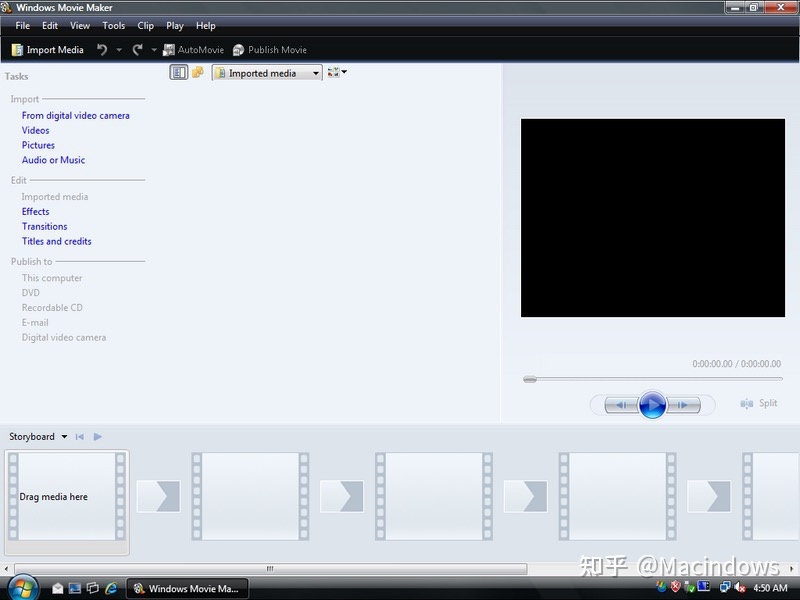 Windows Movie Maker
File Edit View Tools Clip Play Help
Import Media AutoMovie Publish Movie
Tasks
Imported media
Import
From digital video camera
Videos
Pictures
Audio or Music
Edit
Imported media
Effects
Transitions
Titles and credits
Publish to
This computer
DVD
Recordable CD
E-mail
Digital video camera
0:00:00.00 / 0:00:00.00
Split
Storyboard
Drag media here
知乎 @Macindows
Windows Movie Ma...
4:50 AM